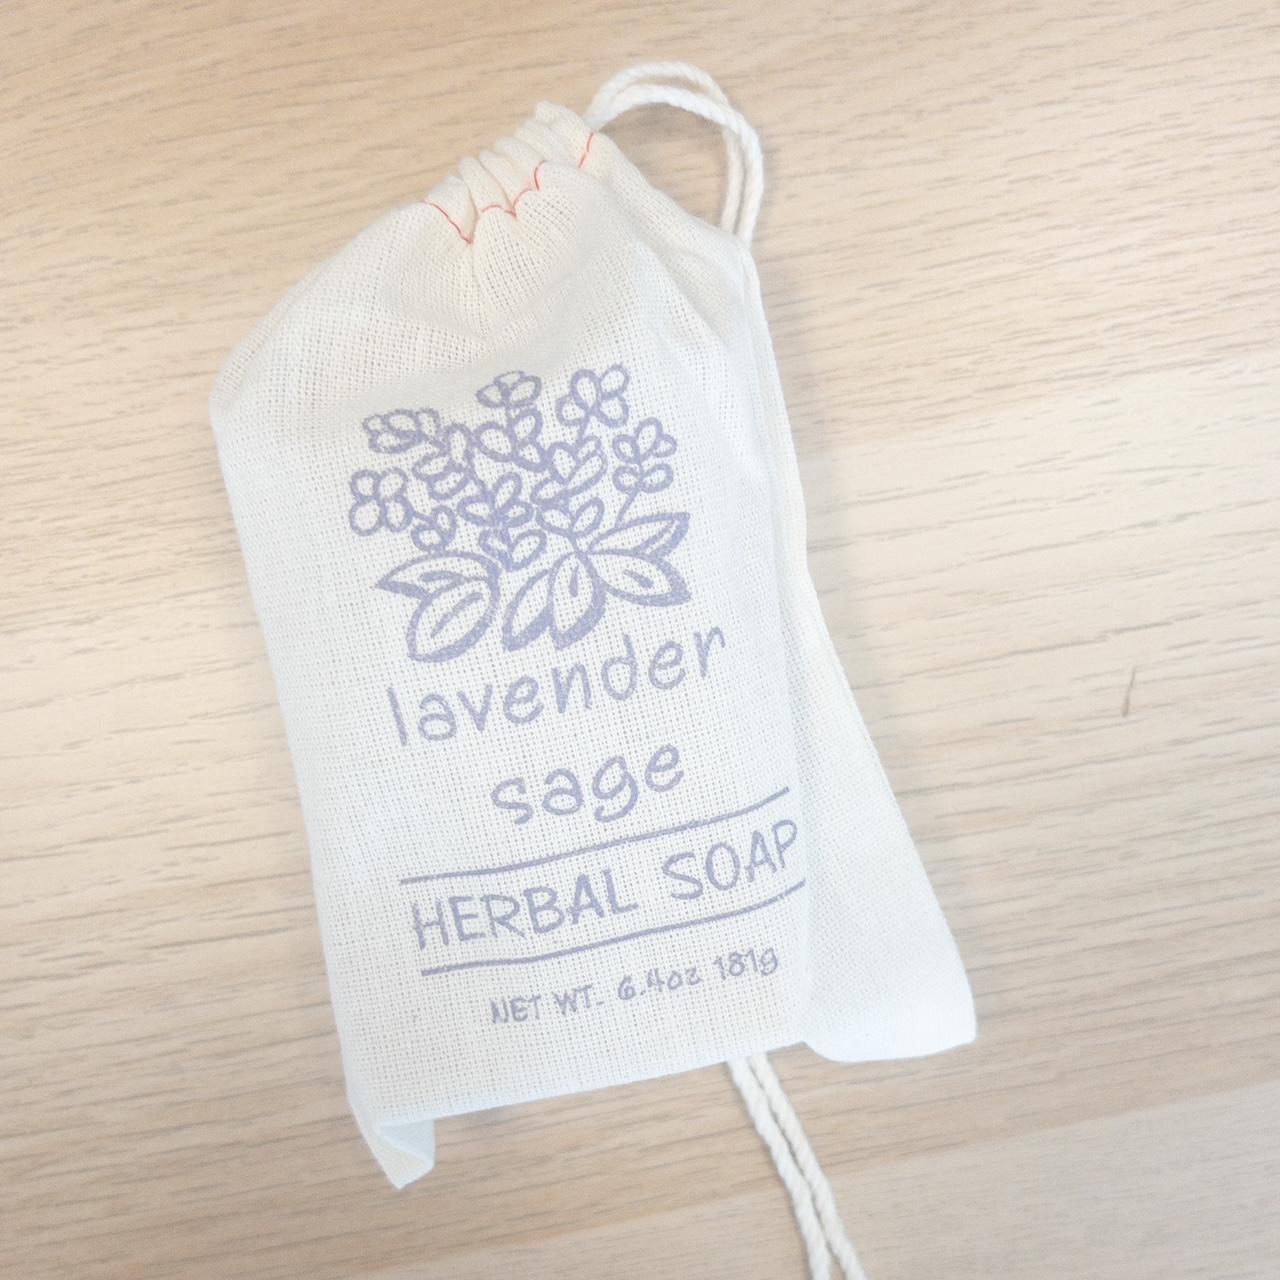 lavender
sage
HERBAL SOAP
NET WT. 6.4oz 181g